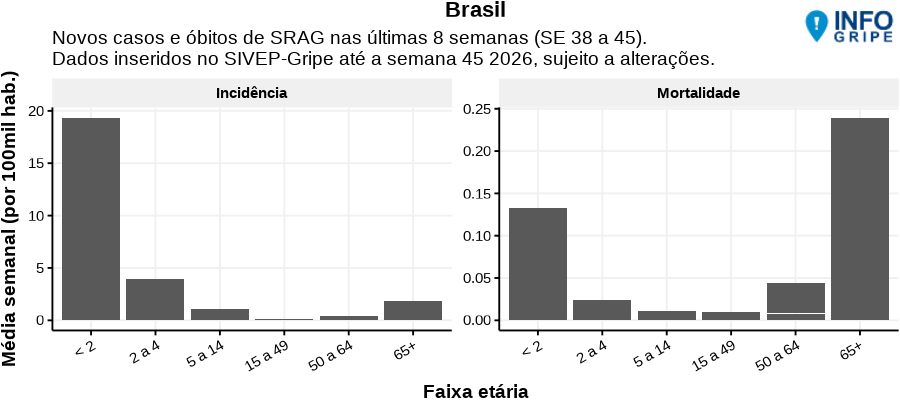 Brasil
INFO
GRIPE
Novos casos e óbitos de SRAG nas últimas 8 semanas (SE 38 a 45).
Dados inseridos no SIVEP-Gripe até a semana 45 2026, sujeito a alterações.
Média semanal (por 100mil hab.)
Incidência
20
15
10
5
0
< 2
2 a 4
5 a 14
15 a 49
50 a 64
65+
Mortalidade
0.25
0.20
0.15
0.10
0.05
0.00
< 2
2 a 4
5 a 14
15 a 49
50 a 64
65+
Faixa etária